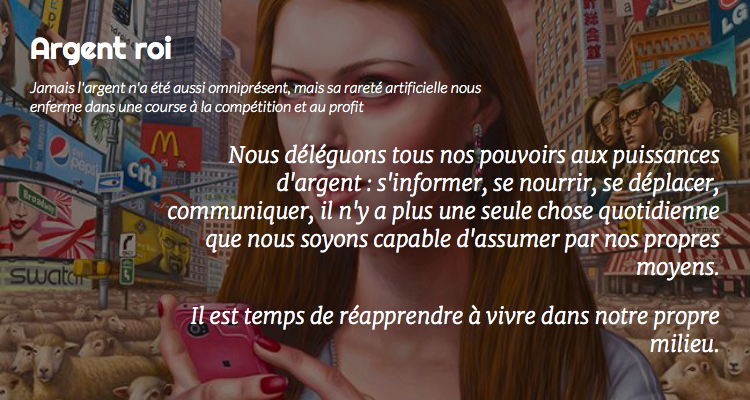 Argent roi
Jamais l'argent n'a été aussi omniprésent, mais sa rareté artificielle nous
enferme dans une course à la compétition et au profit
Nous déléguons tous nos pouvoirs aux puissances
d'argent : s'informer, se nourrir, se déplacer,
communiquer, il n'y a plus une seule chose quotidienne
que nous soyons capable d'assumer par nos propres
moyens.
Il est temps de réapprendre à vivre dans notre propre
milieu.
pepsi
citi
Broadway
swatch
GUCCI